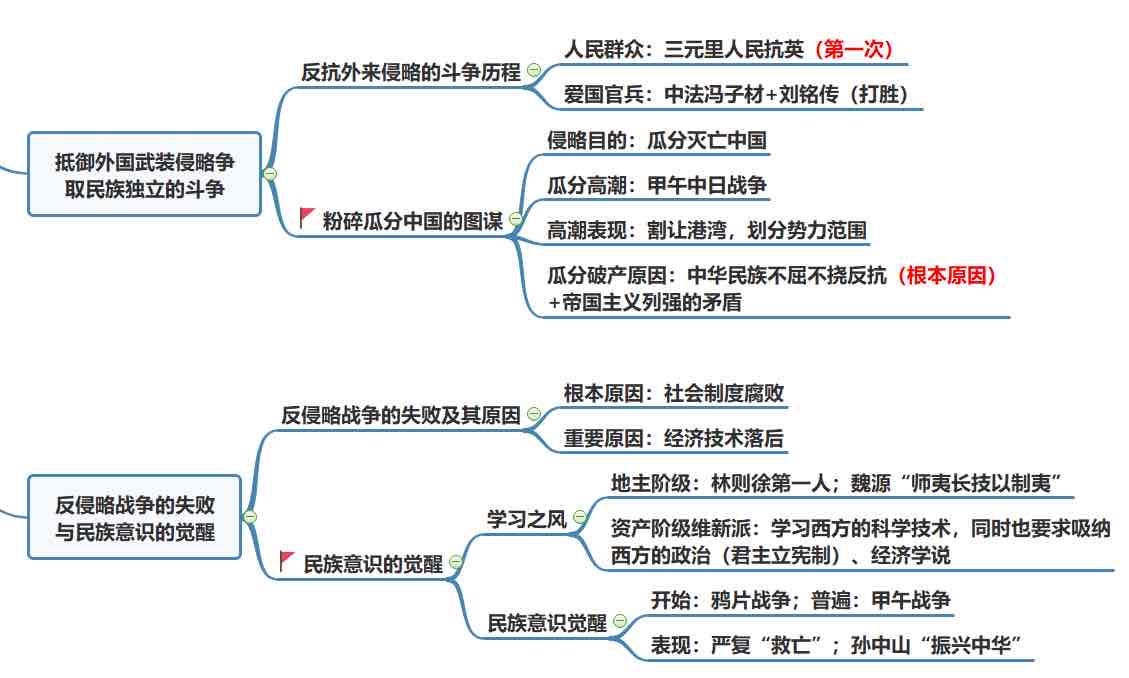 抵御外国武装侵略争
取民族独立的斗争
反抗外来侵略的斗争历程
人民群众：三元里人民抗英（第一次）
爱国官兵：中法冯子材+刘铭传（打胜）
粉碎瓜分中国的图谋
侵略目的：瓜分灭亡中国
瓜分高潮：甲午中日战争
高潮表现：割让港湾，划分势力范围
瓜分破产原因：中华民族不屈不挠反抗（根本原因）
+帝国主义列强的矛盾
反侵略战争的失败
与民族意识的觉醒
反侵略战争的失败及其原因
根本原因：社会制度腐败
重要原因：经济技术落后
民族意识的觉醒
学习之风
地主阶级：林则徐第一人；魏源“师夷长技以制夷”
资产阶级维新派：学习西方的科学技术，同时也要求吸纳
西方的政治（君主立宪制）、经济学说
民族意识觉醒
开始：鸦片战争；普遍：甲午战争
表现：严复“救亡”；孙中山“振兴中华”